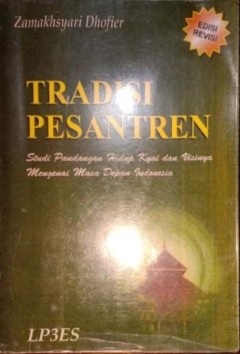 Zamakhsyari Dhofier
EDISI
REVISI
TRADISI
PESANTREN
Studi Pandangan Hidup Kyai dan Visinya
Mengenai Masa Depan Indonesia
LP3ES